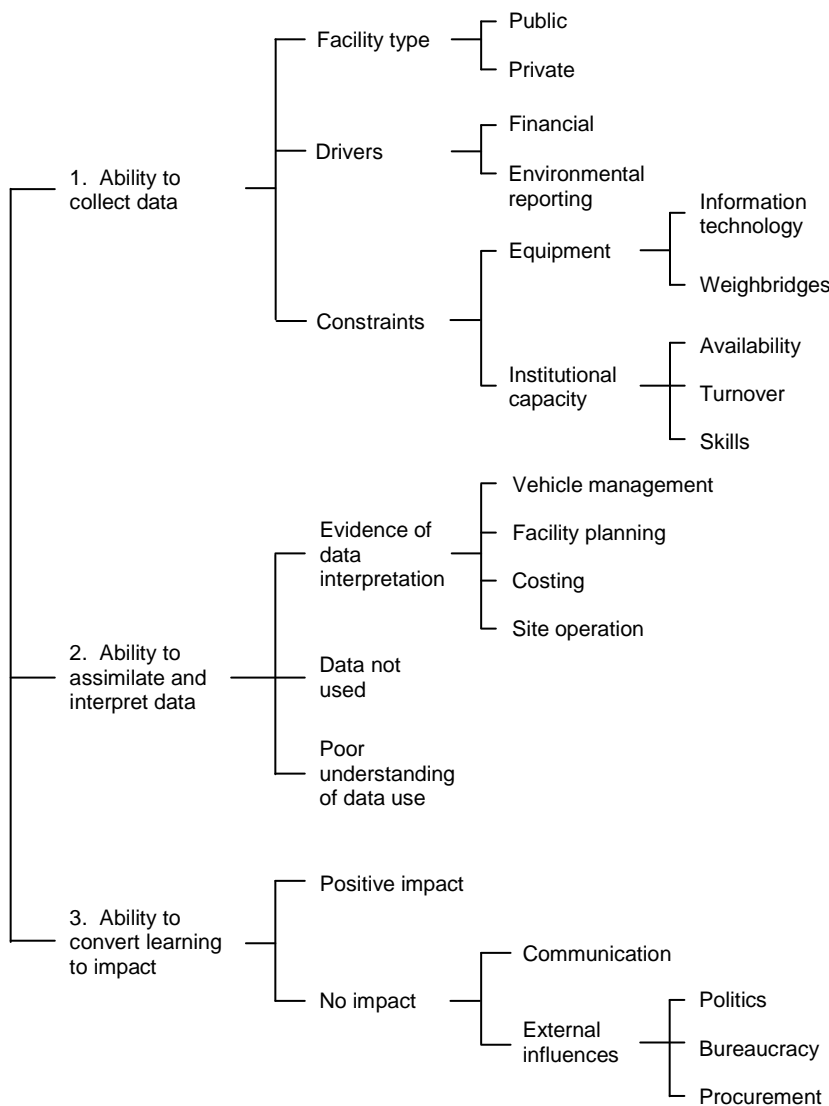 1. Ability to
collect data
Facility type
Public
Private
Drivers
Financial
Environmental
reporting
Constraints
Equipment
Information
technology
Weighbridges
Institutional
capacity
Availability
Turnover
Skills
2. Ability to
assimilate and
interpret data
Evidence of
data
interpretation
Vehicle management
Facility planning
Costing
Site operation
Data not
used
Poor
understanding
of data use
3. Ability to
convert learning
to impact
Positive impact
No impact
Communication
External
influences
Politics
Bureaucracy
Procurement